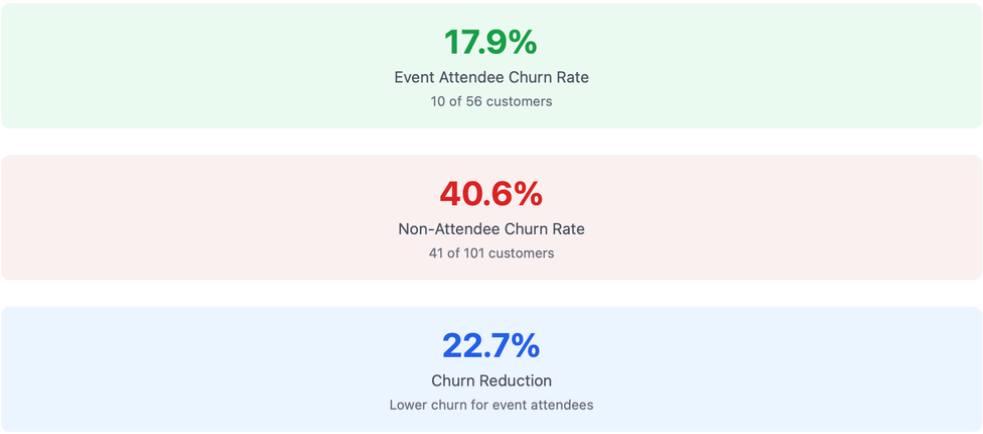 17.9%
Event Attendee Churn Rate
10 of 56 customers
40.6%
Non-Attendee Churn Rate
41 of 101 customers
22.7%
Churn Reduction
Lower churn for event attendees